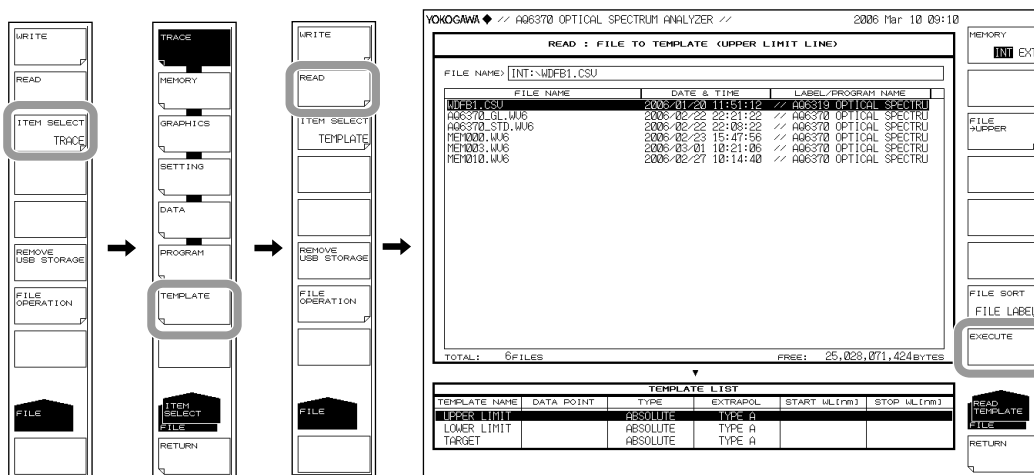 WRITE
READ
ITEM SELECT
TRACE
REMOVE
USB STORAGE
FILE
OPERATION
FILE
TRACE
MEMORY
GRAPHICS
SETTING
DATA
PROGRAM
TEMPLATE
ITEM
SELECT
FILE
RETURN
WRITE
READ
ITEM SELECT
TEMPLATE
REMOVE
USB STORAGE
FILE
OPERATION
FILE
YOKOGAWA // AQ6370 OPTICAL SPECTRUM ANALYZER // 2006 Mar 10 09:10
READ : FILE TO TEMPLATE (UPPER LIMIT LINE)
FILE NAME> INT:\WDFB1.CSV
FILE NAME DATE & TIME LABEL/PROGRAM NAME
WDFB1.CSV 2006/01/20 11:51:12 // AQ6319 OPTICAL SPECTRU
AQ6370_GL.WU6 2006/02/22 22:21:22 // AQ6370 OPTICAL SPECTRU
AQ6370_STD.WU6 2006/02/22 22:08:22 // AQ6370 OPTICAL SPECTRU
MEM000.WU6 2006/02/23 15:47:56 // AQ6370 OPTICAL SPECTRU
MEM003.WU6 2006/03/01 10:21:06 // AQ6370 OPTICAL SPECTRU
MEM010.WU6 2006/02/27 10:14:40 // AQ6370 OPTICAL SPECTRU
TOTAL: 6FILES FREE: 25,028,071,424BYTES
TEMPLATE LIST
TEMPLATE NAME DATA POINT TYPE EXTRAPOL START WL[nm] STOP WL[nm]
UPPER LIMIT ABSOLUTE TYPE A
LOWER LIMIT ABSOLUTE TYPE A
TARGET ABSOLUTE TYPE A
MEMORY
INT EXT
FILE
→UPPER
FILE SORT
FILE LABEL
EXECUTE
READ
TEMPLATE
FILE
RETURN